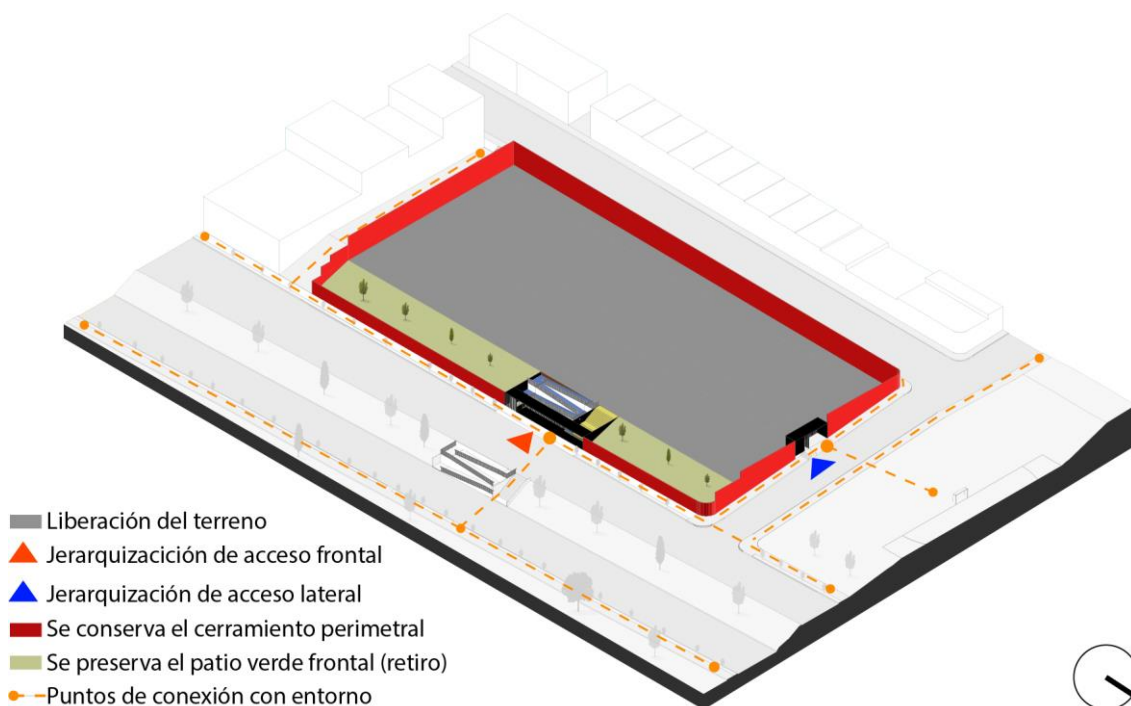 Liberación del terreno
Jerarquizacición de acceso frontal
Jerarquización de acceso lateral
Se conserva el cerramiento perimetral
Se preserva el patio verde frontal (retiro)
Puntos de conexión con entorno